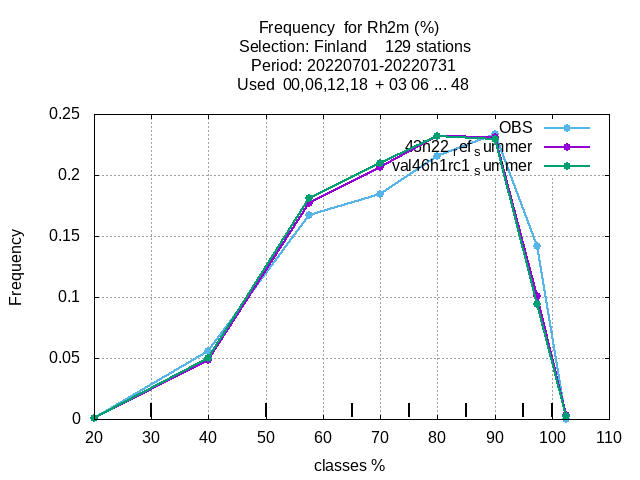 Frequency for Rh2m (%)
Selection: Finland 129 stations
Period: 20220701-20220731
Used 00,06,12,18 + 03 06 ... 48
0.25
0.2
0.15
0.1
0.05
0
Frequency
OBS
43h22_ref_summer
val46h1rc1_summer
20 30 40 50 60 70 80 90 100 110
classes %